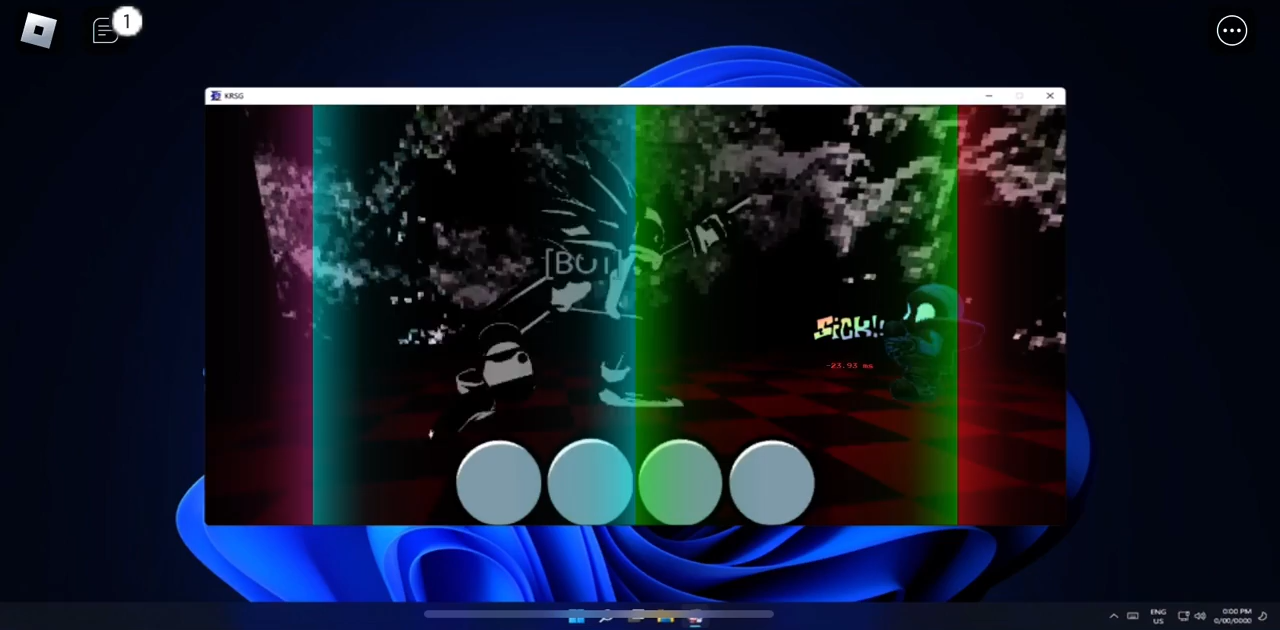 1
KRSG
[BOT]
SiCK!!
-23.93 ms
ENG
US
0:00 PM
0/00/0000